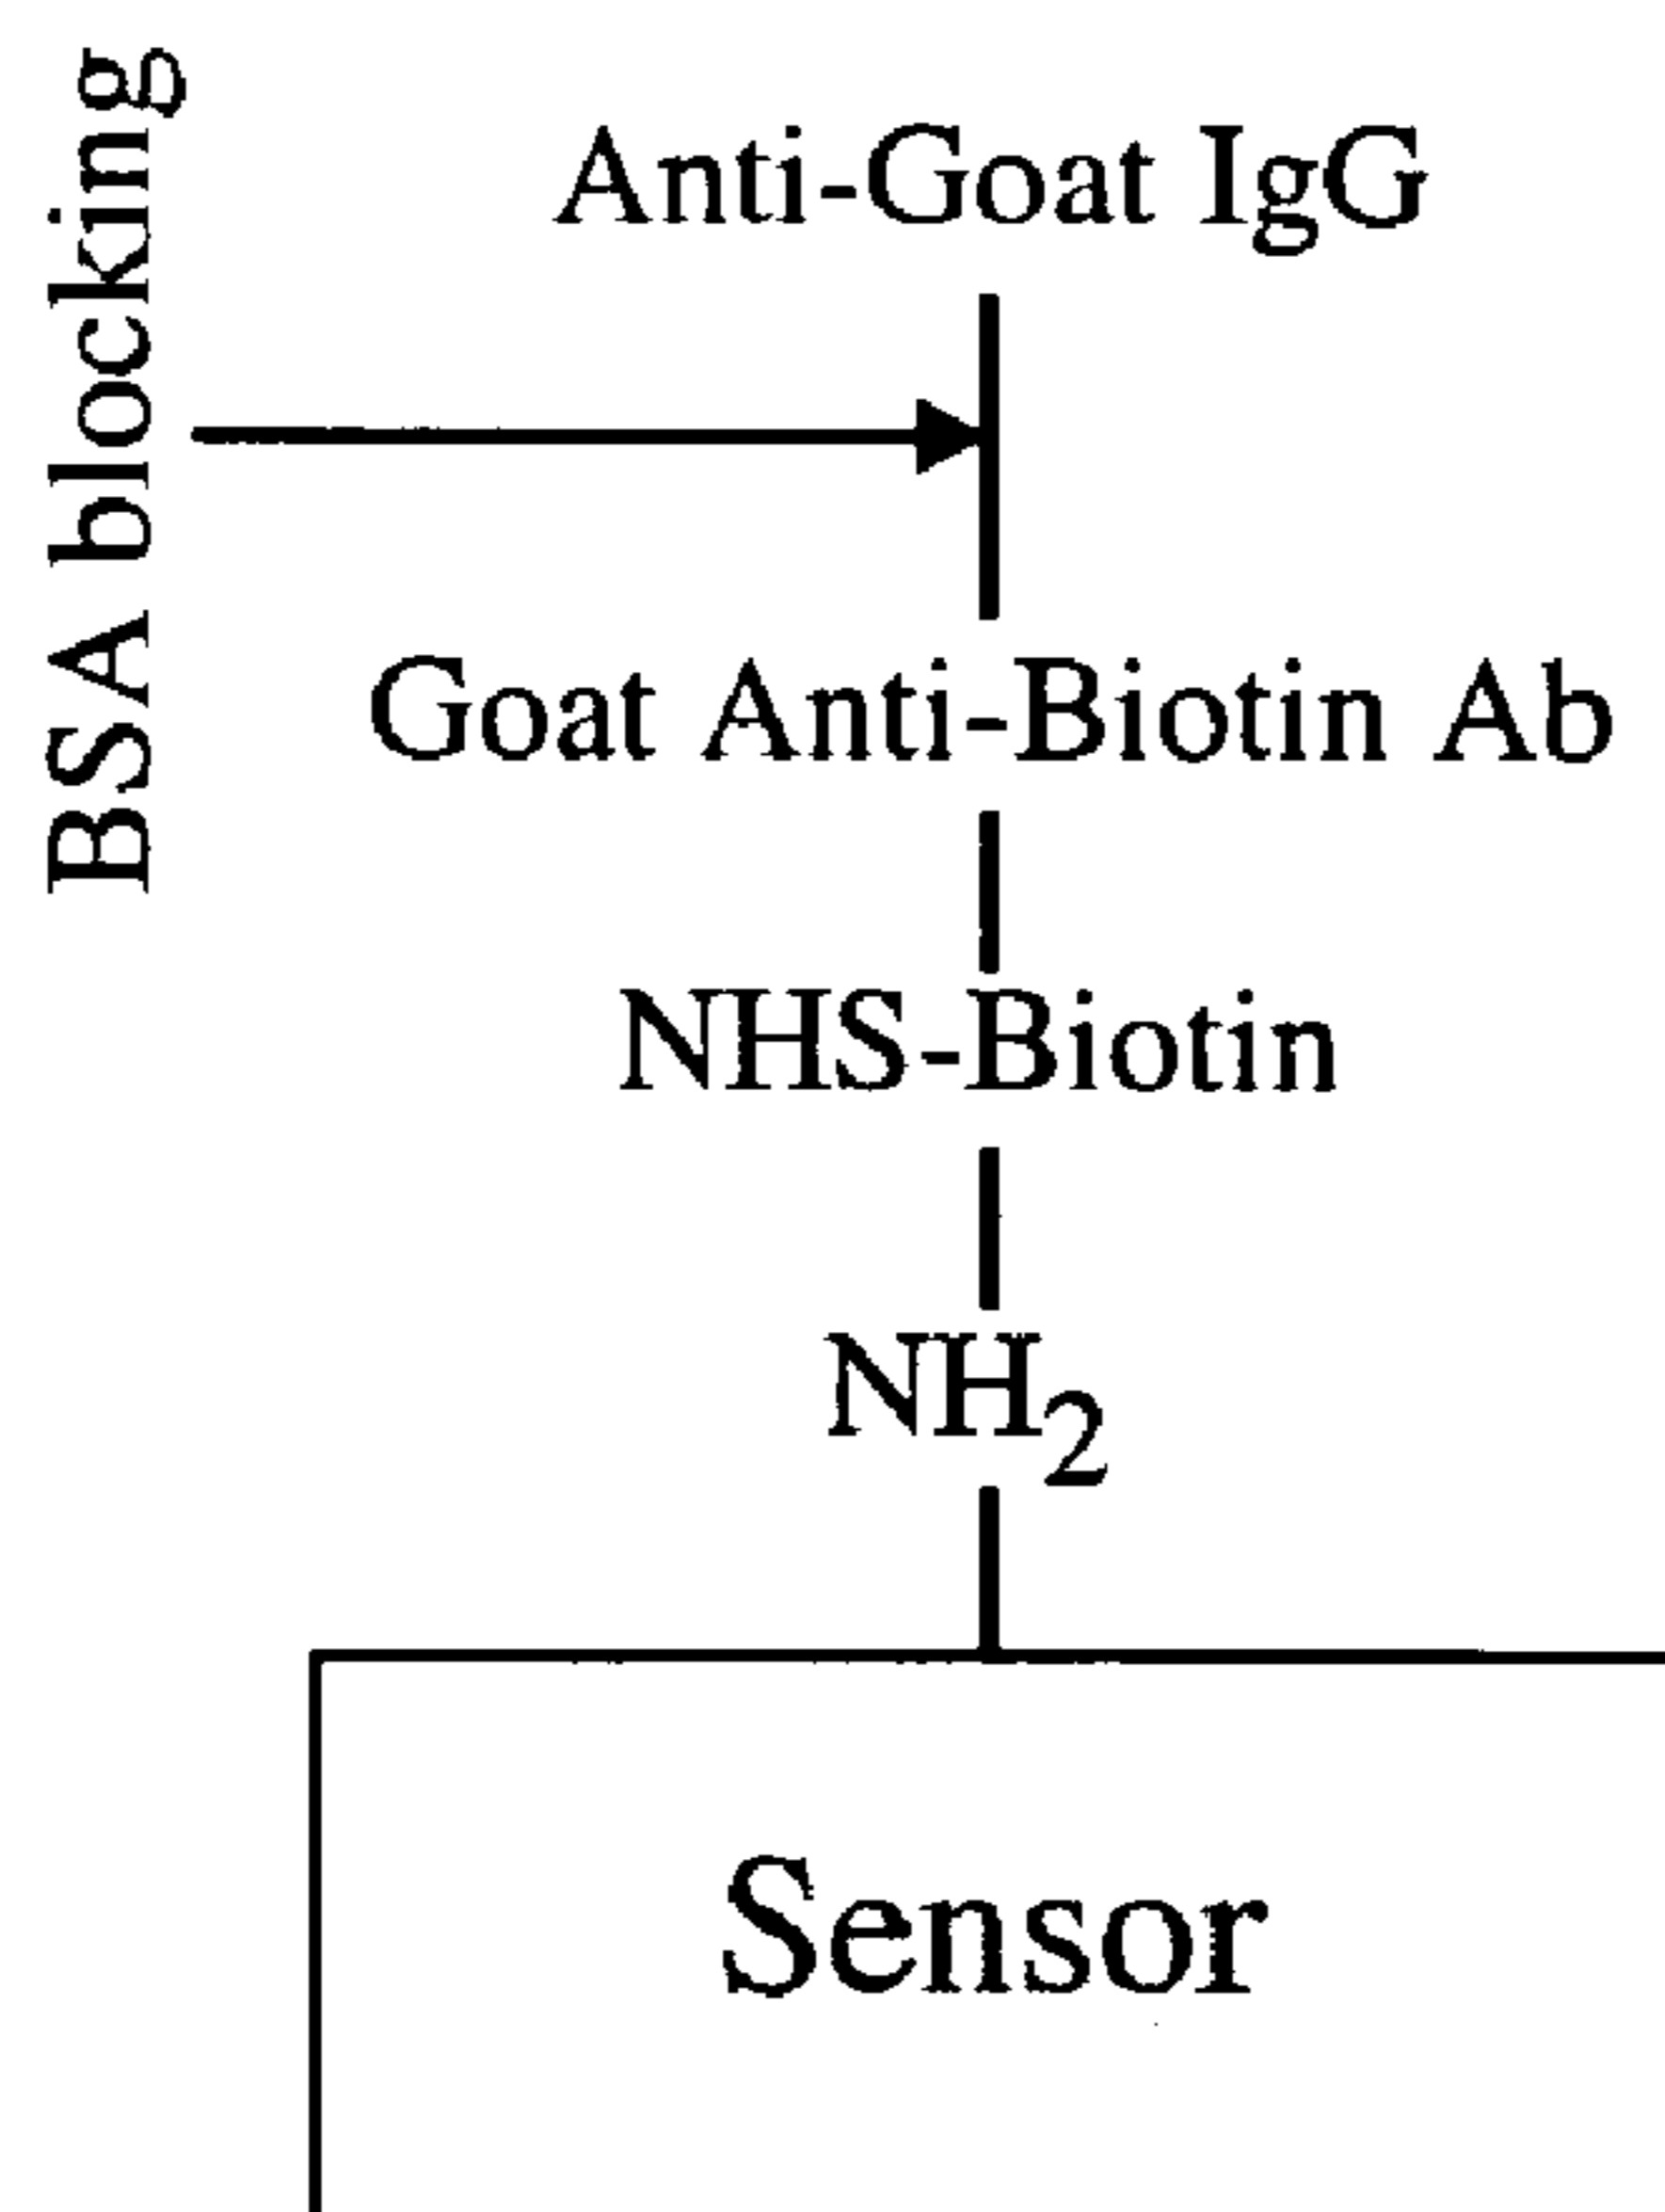 BSA blocking
Anti-Goat IgG
Goat Anti-Biotin Ab
NHS-Biotin
NH₂
Sensor